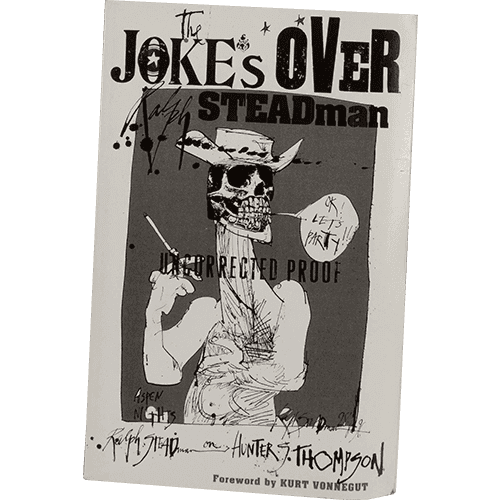 The
JOKE's OVER
Ralph STEADman
OK!
LET'S
PARTY!!
UNCORRECTED PROOF
ASPEN
NIGHTS
Ralph STEADman on HUNTER S. THOMPSON
Foreword by KURT VONNEGUT